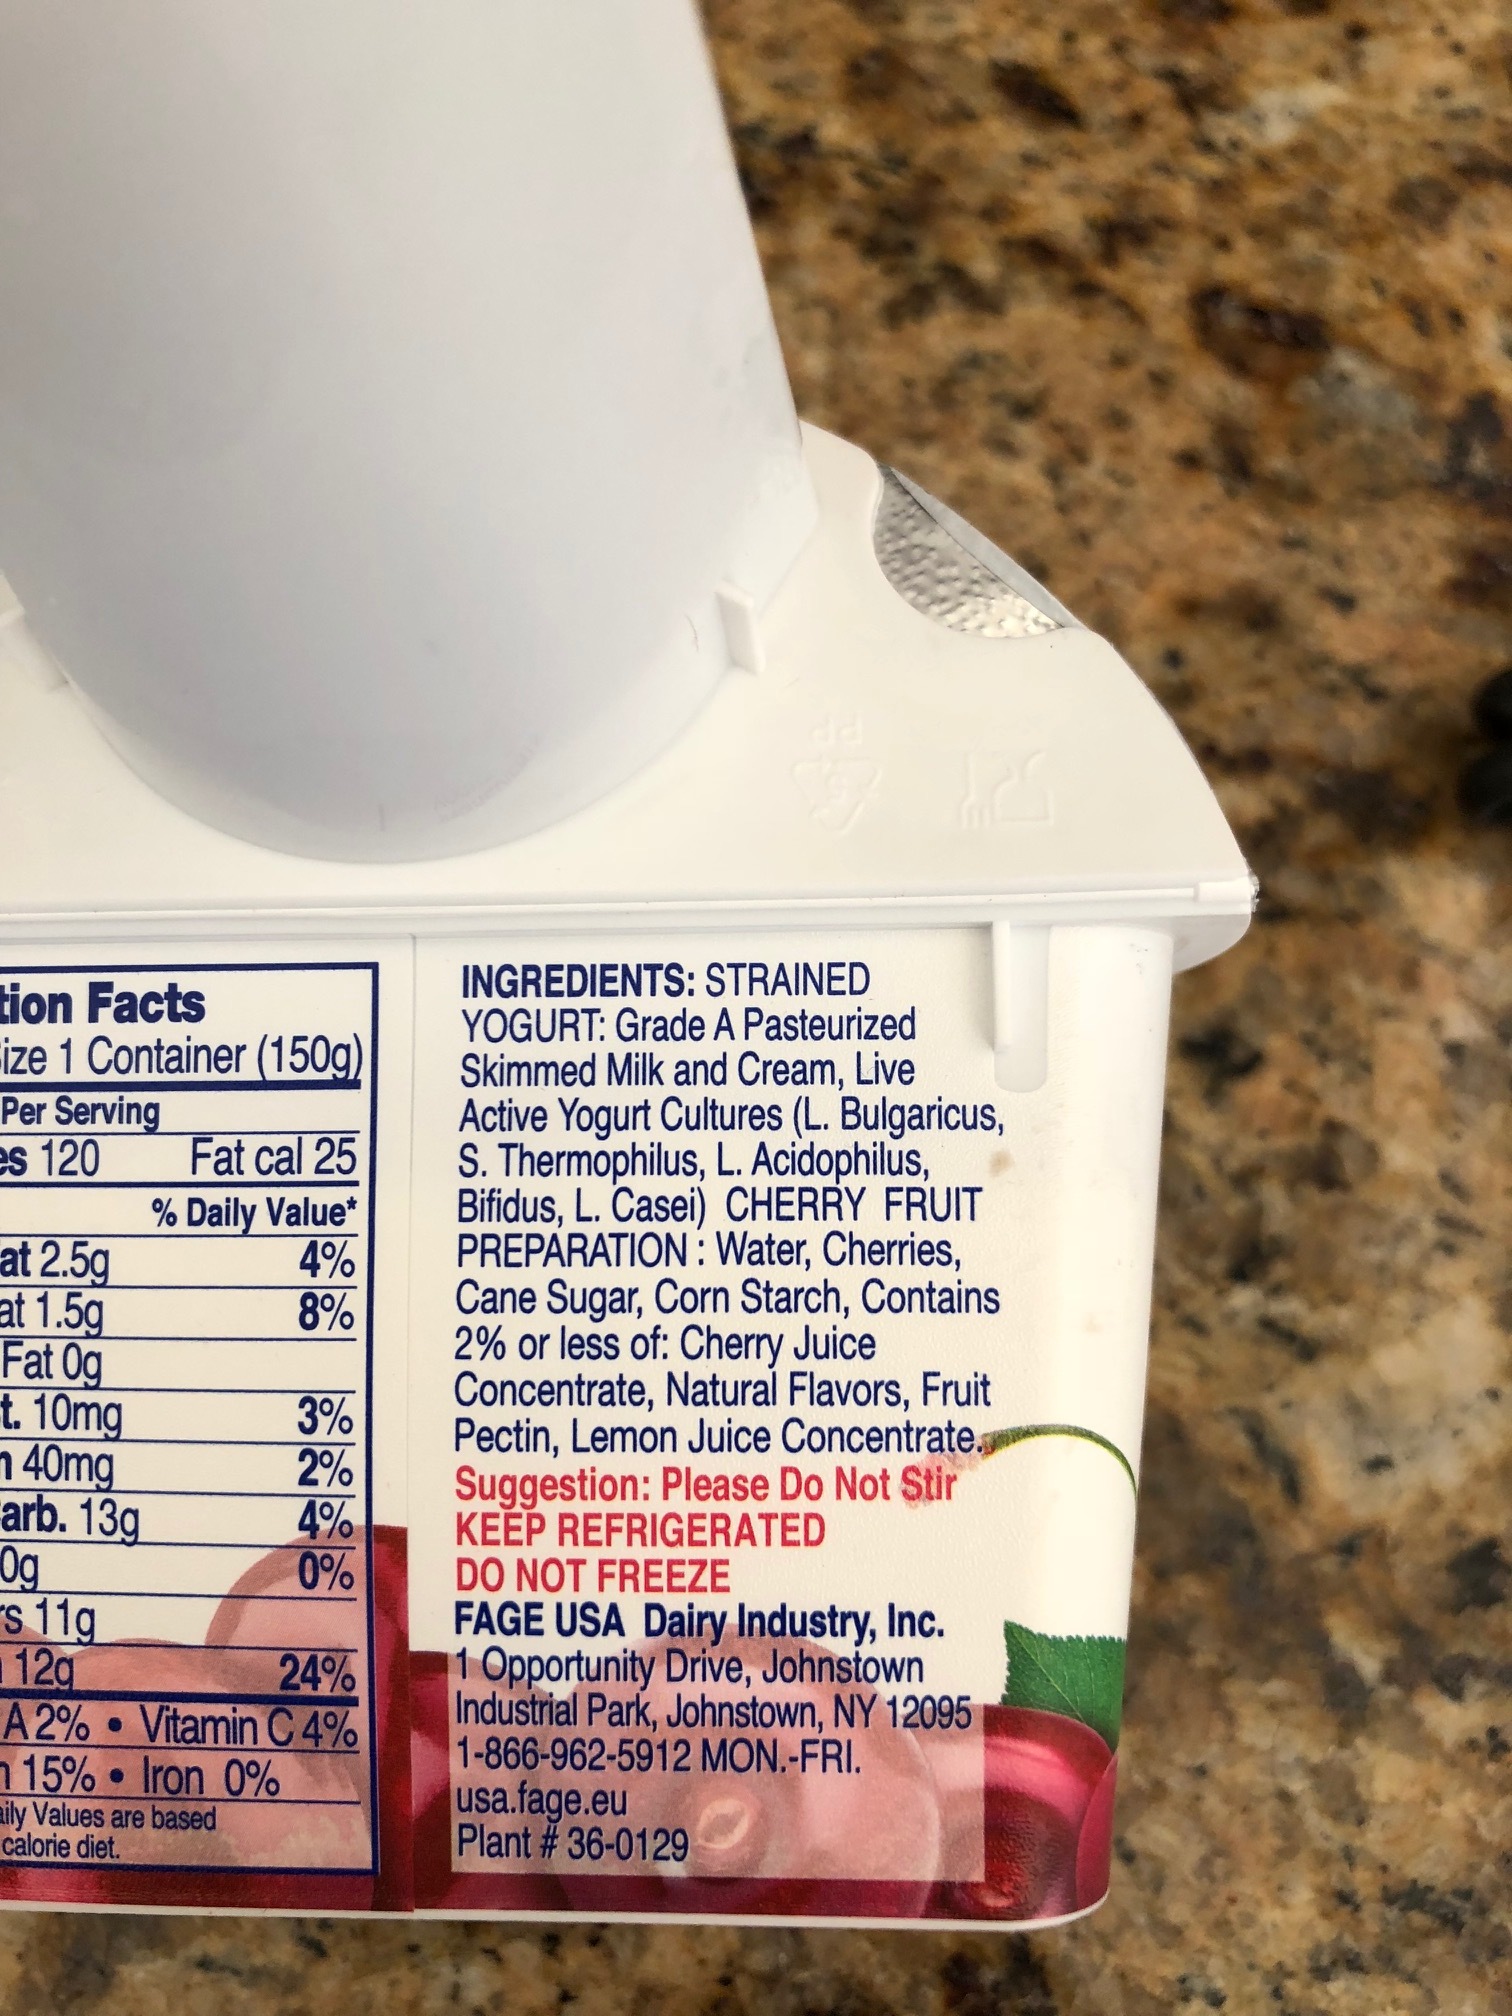 tion Facts
ize 1 Container (150g)
Per Serving
es 120 Fat cal 25
% Daily Value*
at 2.5g 4%
at 1.5g 8%
Fat 0g
t. 10mg 3%
40mg 2%
arb. 13g 4%
0g 0%
rs 11g
12g 24%
A 2% • Vitamin C 4%
15% • Iron 0%
aily Values are based
calorie diet.
INGREDIENTS: STRAINED
YOGURT: Grade A Pasteurized
Skimmed Milk and Cream, Live
Active Yogurt Cultures (L. Bulgaricus,
S. Thermophilus, L. Acidophilus,
Bifidus, L. Casei) CHERRY FRUIT
PREPARATION : Water, Cherries,
Cane Sugar, Corn Starch, Contains
2% or less of: Cherry Juice
Concentrate, Natural Flavors, Fruit
Pectin, Lemon Juice Concentrate.
Suggestion: Please Do Not Stir
KEEP REFRIGERATED
DO NOT FREEZE
FAGE USA Dairy Industry, Inc.
1 Opportunity Drive, Johnstown
Industrial Park, Johnstown, NY 12095
1-866-962-5912 MON.-FRI.
usa.fage.eu
Plant # 36-0129
PP
5